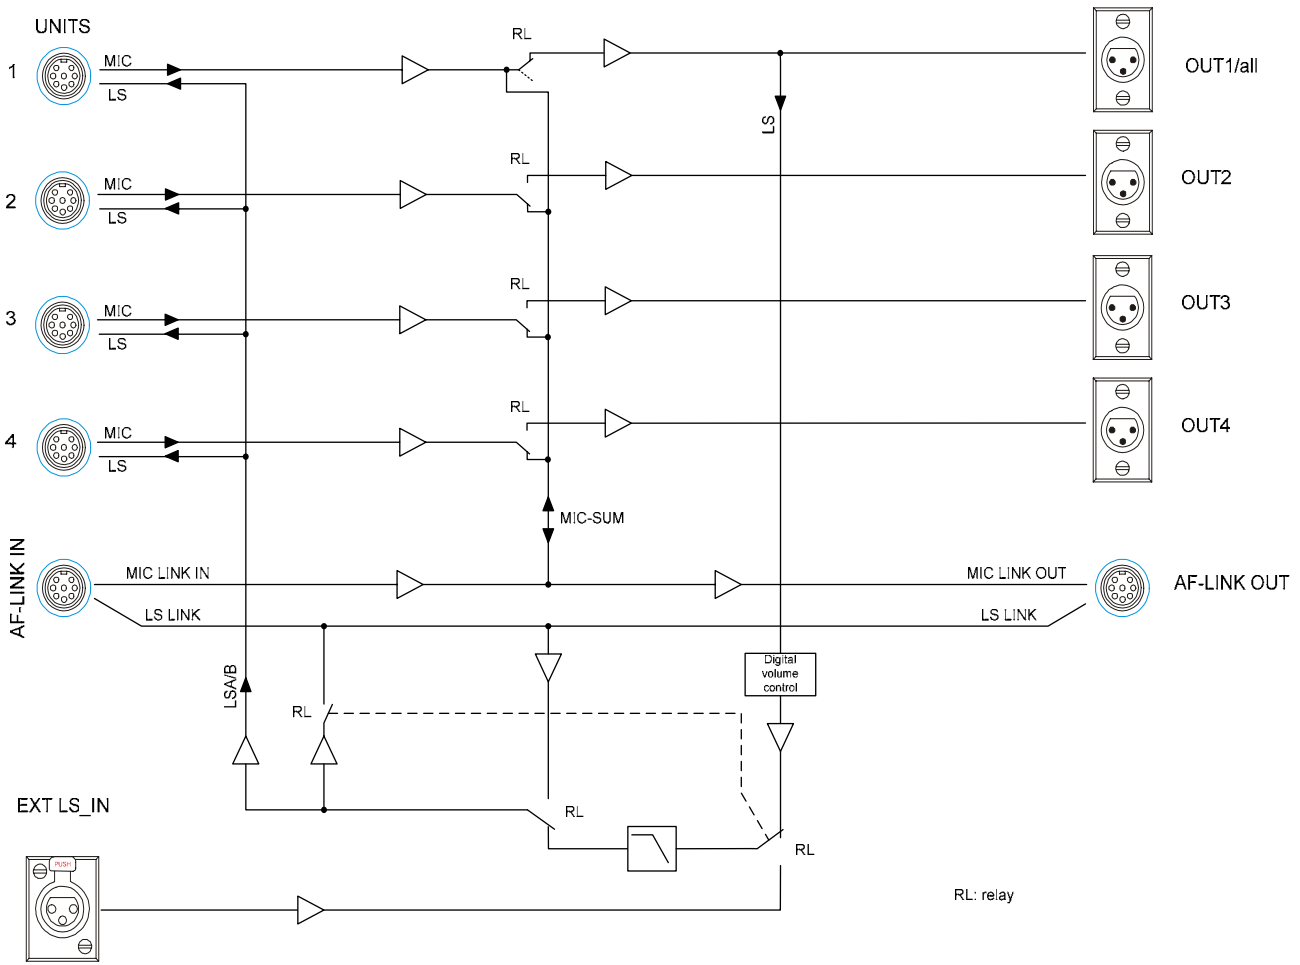 UNITS
RL
1
MIC
LS
OUT1/all
LS
2
MIC
LS
RL
OUT2
3
MIC
LS
RL
OUT3
4
MIC
LS
RL
OUT4
MIC-SUM
AF-LINK IN
MIC LINK IN
MIC LINK OUT
AF-LINK OUT
LS LINK
LS LINK
LSA/B
Digital
volume
control
RL
EXT LS_IN
RL
RL
PUSH
RL: relay